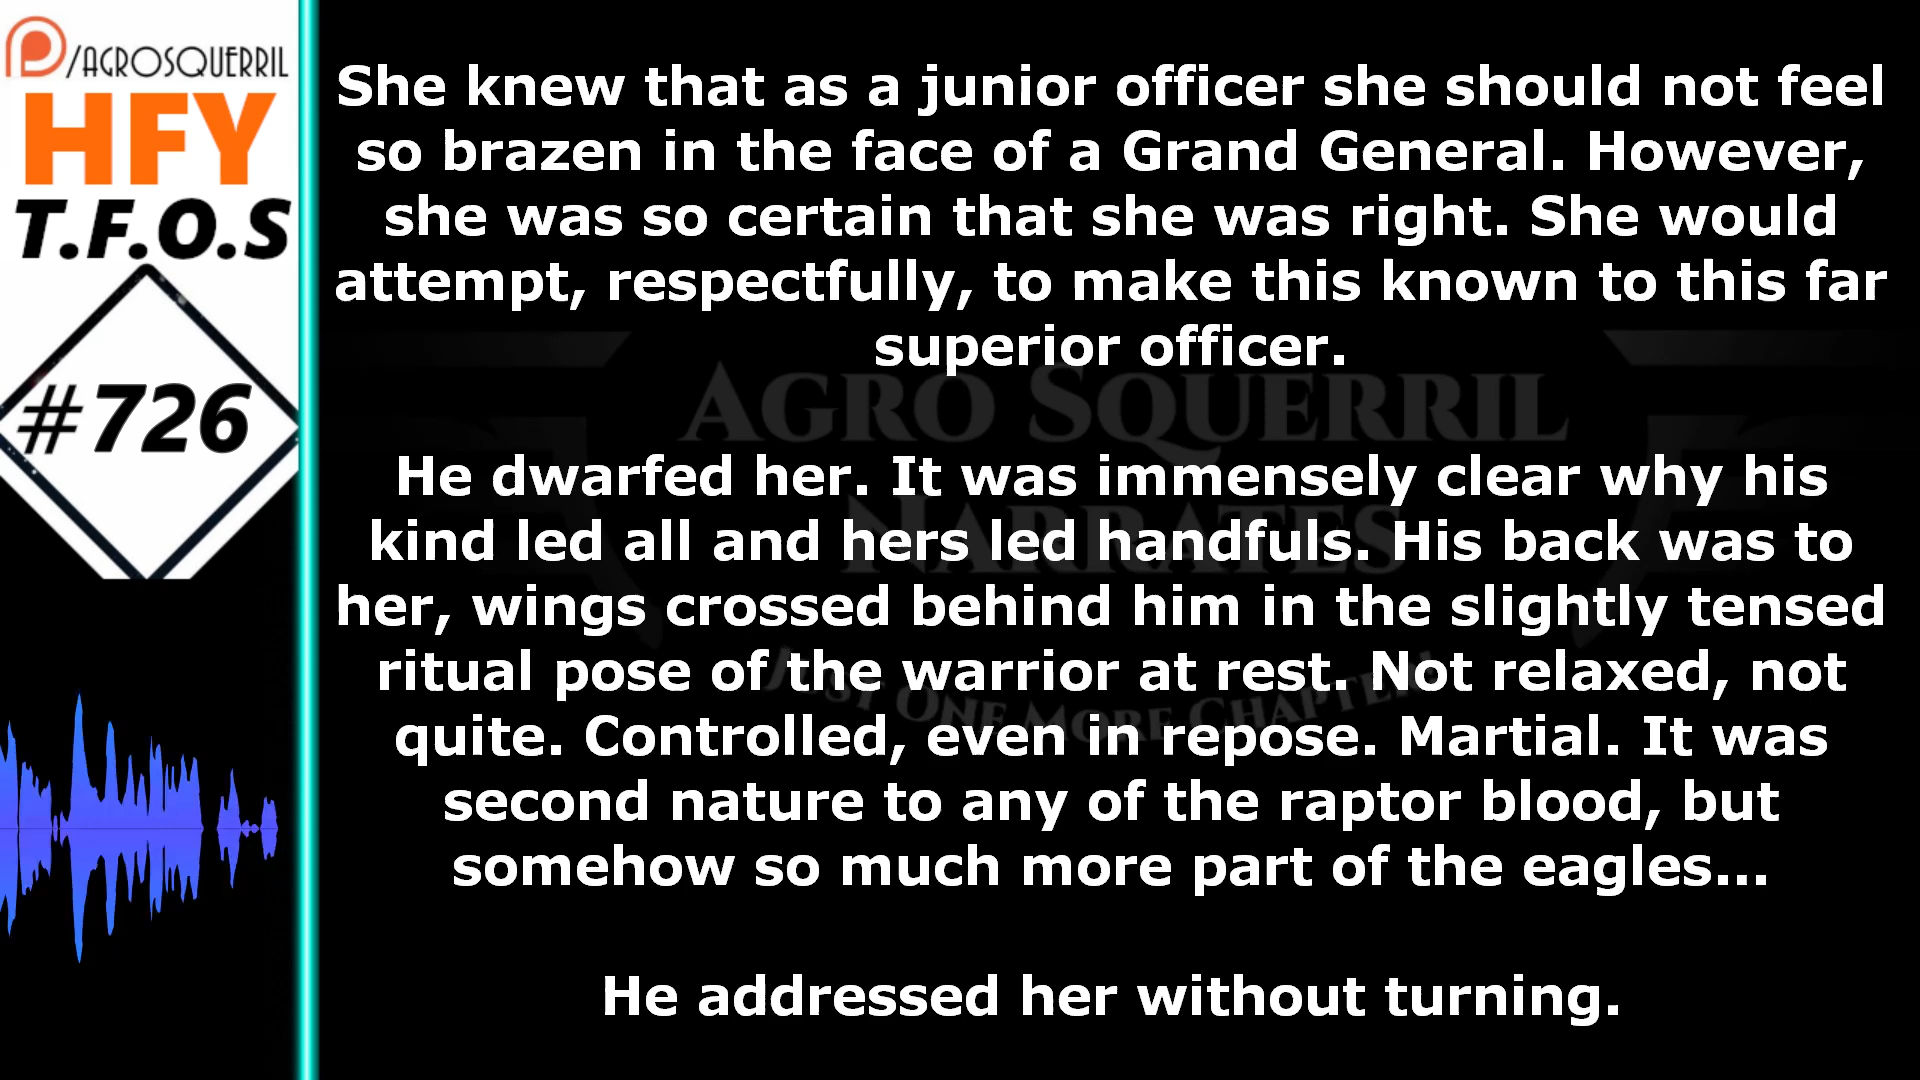 /AGROSQUERRIL
HFY
T.F.O.S
#726
She knew that as a junior officer she should not feel
so brazen in the face of a Grand General. However,
she was so certain that she was right. She would
attempt, respectfully, to make this known to this far
superior officer.
He dwarfed her. It was immensely clear why his
kind led all and hers led handfuls. His back was to
her, wings crossed behind him in the slightly tensed
ritual pose of the warrior at rest. Not relaxed, not
quite. Controlled, even in repose. Martial. It was
second nature to any of the raptor blood, but
somehow so much more part of the eagles...
He addressed her without turning.
AGRO SQUERRIL
NARRATES
JUST ONE MORE CHAPTER